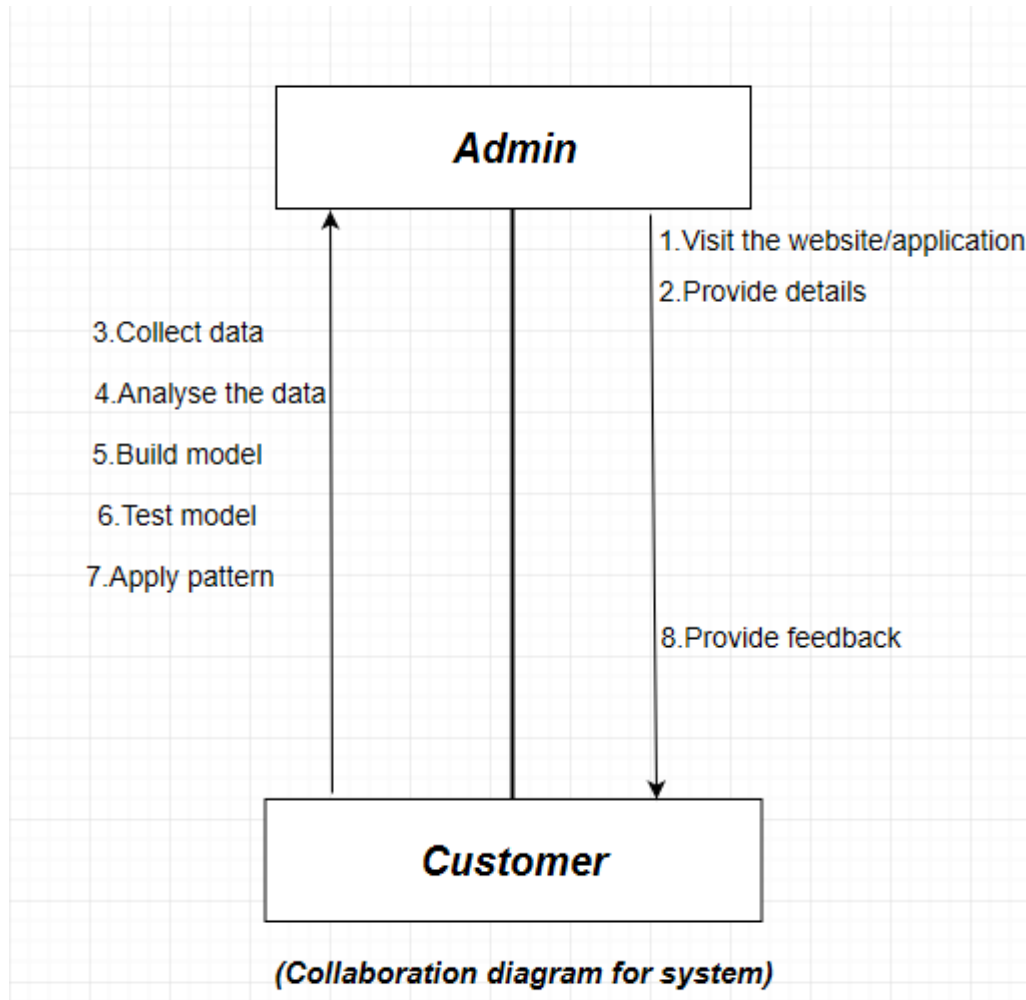 Admin
1.Visit the website/application
2.Provide details
3.Collect data
4.Analyse the data
5.Build model
6.Test model
7.Apply pattern
8.Provide feedback
Customer
(Collaboration diagram for system)